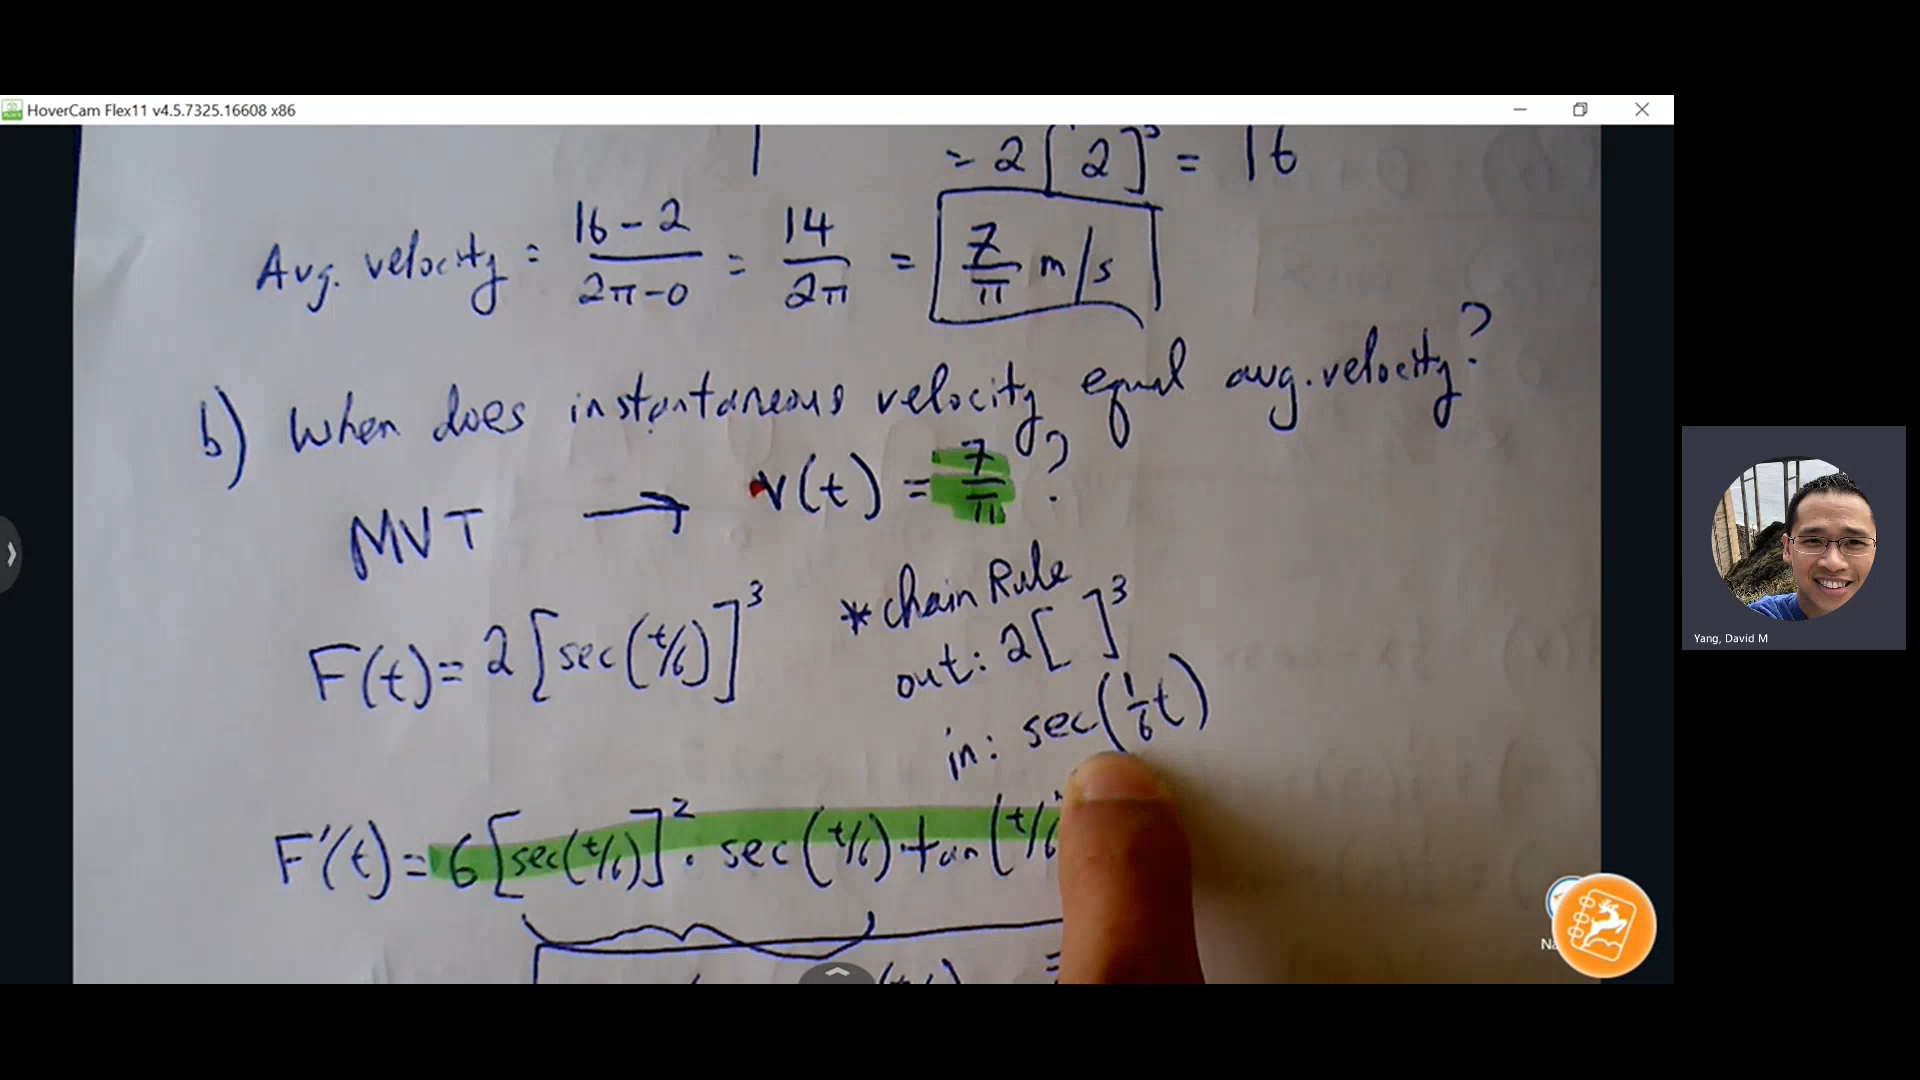 HoverCam Flex11 v4.5.7325.16608 x86
= 2[2]³ = 16
Avg. velocity = 16-2 / 2π-0 = 14 / 2π = 7/π m/s
b) When does instantaneous velocity equal avg. velocity?
MVT → v(t) = 7/π ?
F(t) = 2[sec(t/6)]³
* Chain Rule
out: 2[ ]³
in: sec(1/6 t)
F'(t) = 6[sec(t/6)]² · sec(t/6) · tan(t/6
Yang, David M